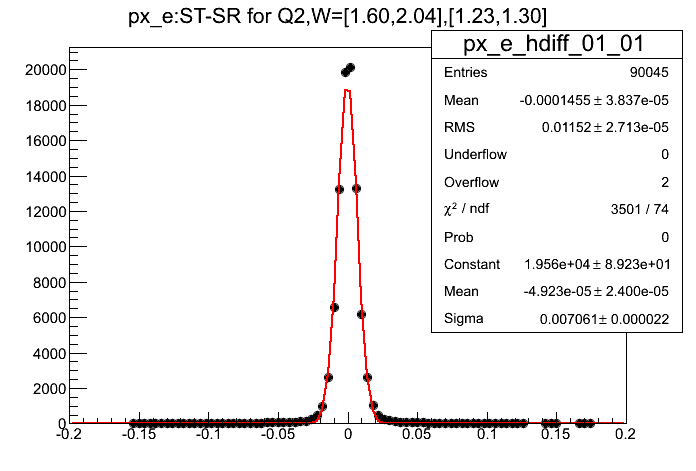 px_e:ST-SR for Q2,W=[1.60,2.04],[1.23,1.30]
px_e_hdiff_01_01
Entries 90045
Mean -0.0001455 ± 3.837e-05
RMS 0.01152 ± 2.713e-05
Underflow 0
Overflow 2
χ² / ndf 3501 / 74
Prob 0
Constant 1.956e+04 ± 8.923e+01
Mean -4.923e-05 ± 2.400e-05
Sigma 0.007061 ± 0.000022
20000
18000
16000
14000
12000
10000
8000
6000
4000
2000
0
-0.2 -0.15 -0.1 -0.05 0 0.05 0.1 0.15 0.2